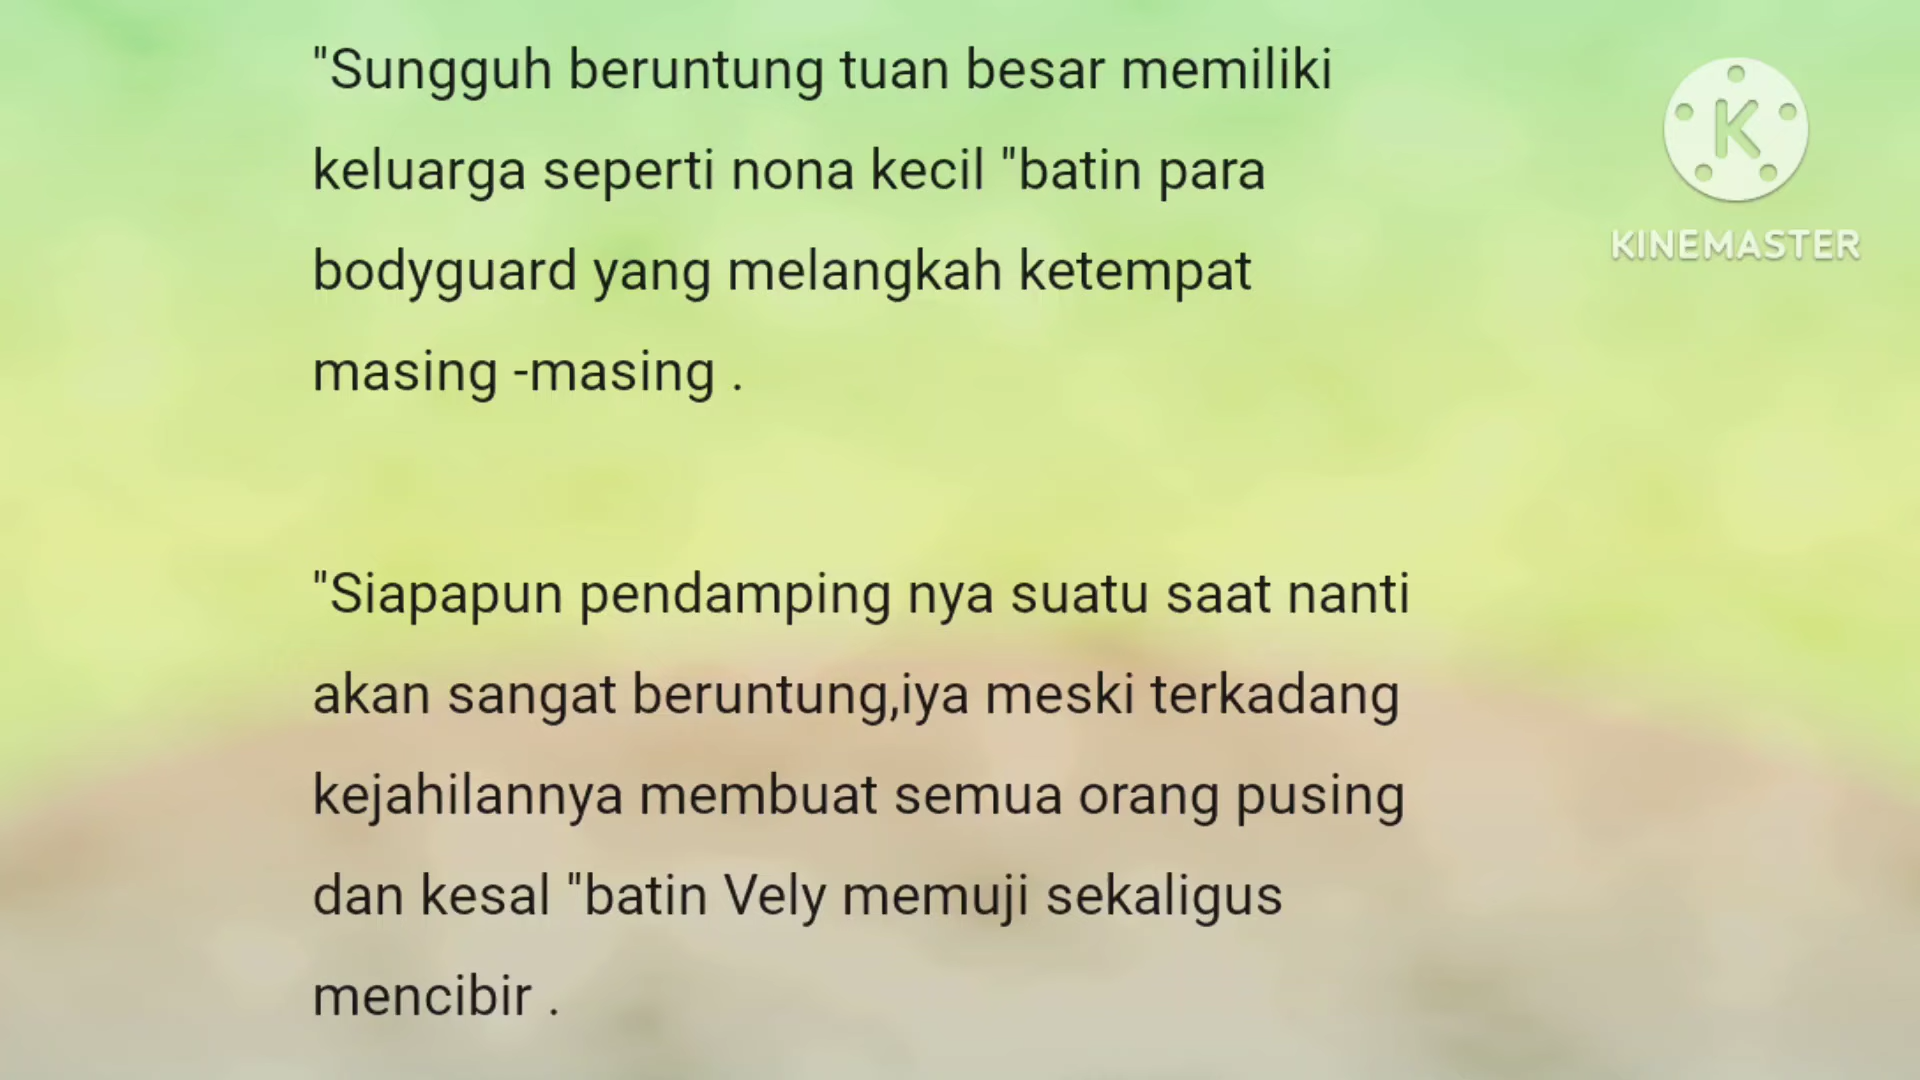 "Sungguh beruntung tuan besar memiliki
keluarga seperti nona kecil "batin para
bodyguard yang melangkah ketempat
masing -masing .
"Siapapun pendamping nya suatu saat nanti
akan sangat beruntung,iya meski terkadang
kejahilannya membuat semua orang pusing
dan kesal "batin Vely memuji sekaligus
mencibir .
K
KINEMASTER